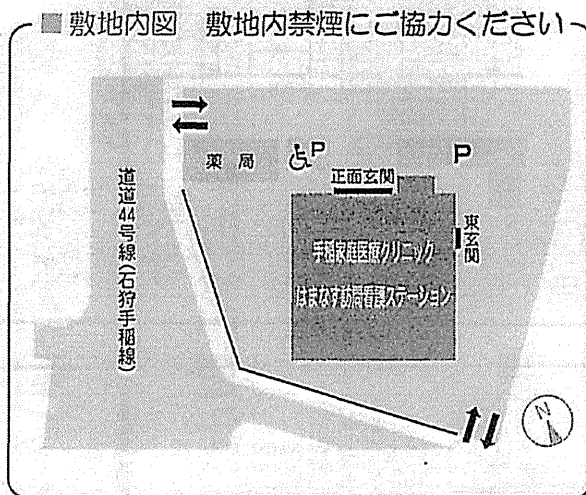 ■敷地内図　敷地内禁煙にご協力ください
薬 局
P
P
正面玄関
東玄関
道道44号線(石狩手稲線)
手稲家庭医療クリニック
はまなす訪問看護ステーション
N